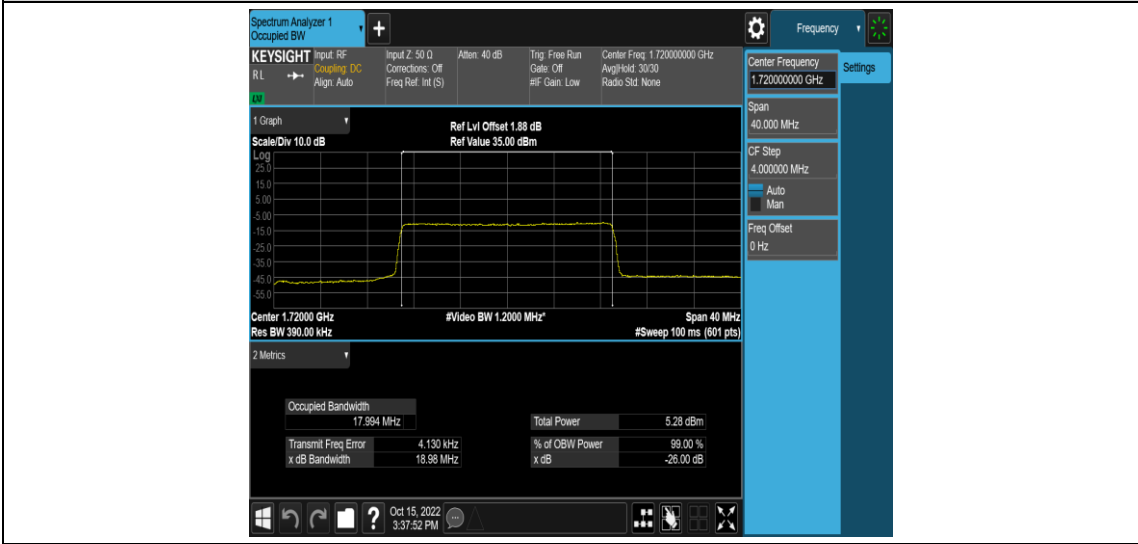 Spectrum Analyzer 1
Occupied BW
+
Frequency
KEYSIGHT
RL
LXI
Input: RF
Coupling: DC
Align: Auto
Input Z: 50 Ω
Corrections: Off
Freq Ref: Int (S)
Atten: 40 dB
Trig: Free Run
Gate: Off
#IF Gain: Low
Center Freq: 1.720000000 GHz
Avg|Hold: 30/30
Radio Std: None
Center Frequency
1.720000000 GHz
Settings
Span
40.000 MHz
CF Step
4.000000 MHz
Auto
Man
Freq Offset
0 Hz
1 Graph
Scale/Div 10.0 dB
Ref Lvl Offset 1.88 dB
Ref Value 35.00 dBm
Log
25.0
15.0
5.00
-5.00
-15.0
-25.0
-35.0
-45.0
-55.0
Center 1.72000 GHz
#Video BW 1.2000 MHz*
Span 40 MHz
Res BW 390.00 kHz
#Sweep 100 ms (601 pts)
2 Metrics
Occupied Bandwidth
17.994 MHz
Total Power 5.28 dBm
Transmit Freq Error 4.130 kHz
% of OBW Power 99.00 %
x dB Bandwidth 18.98 MHz
x dB -26.00 dB
?
Oct 15, 2022
3:37:52 PM